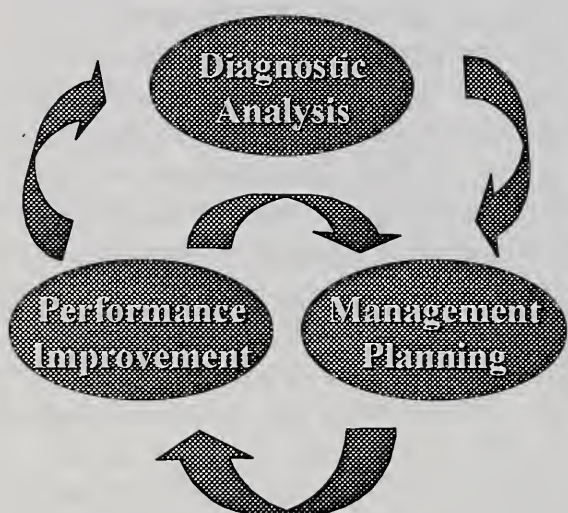 Diagnostic
Analysis
Performance
Improvement
Management
Planning